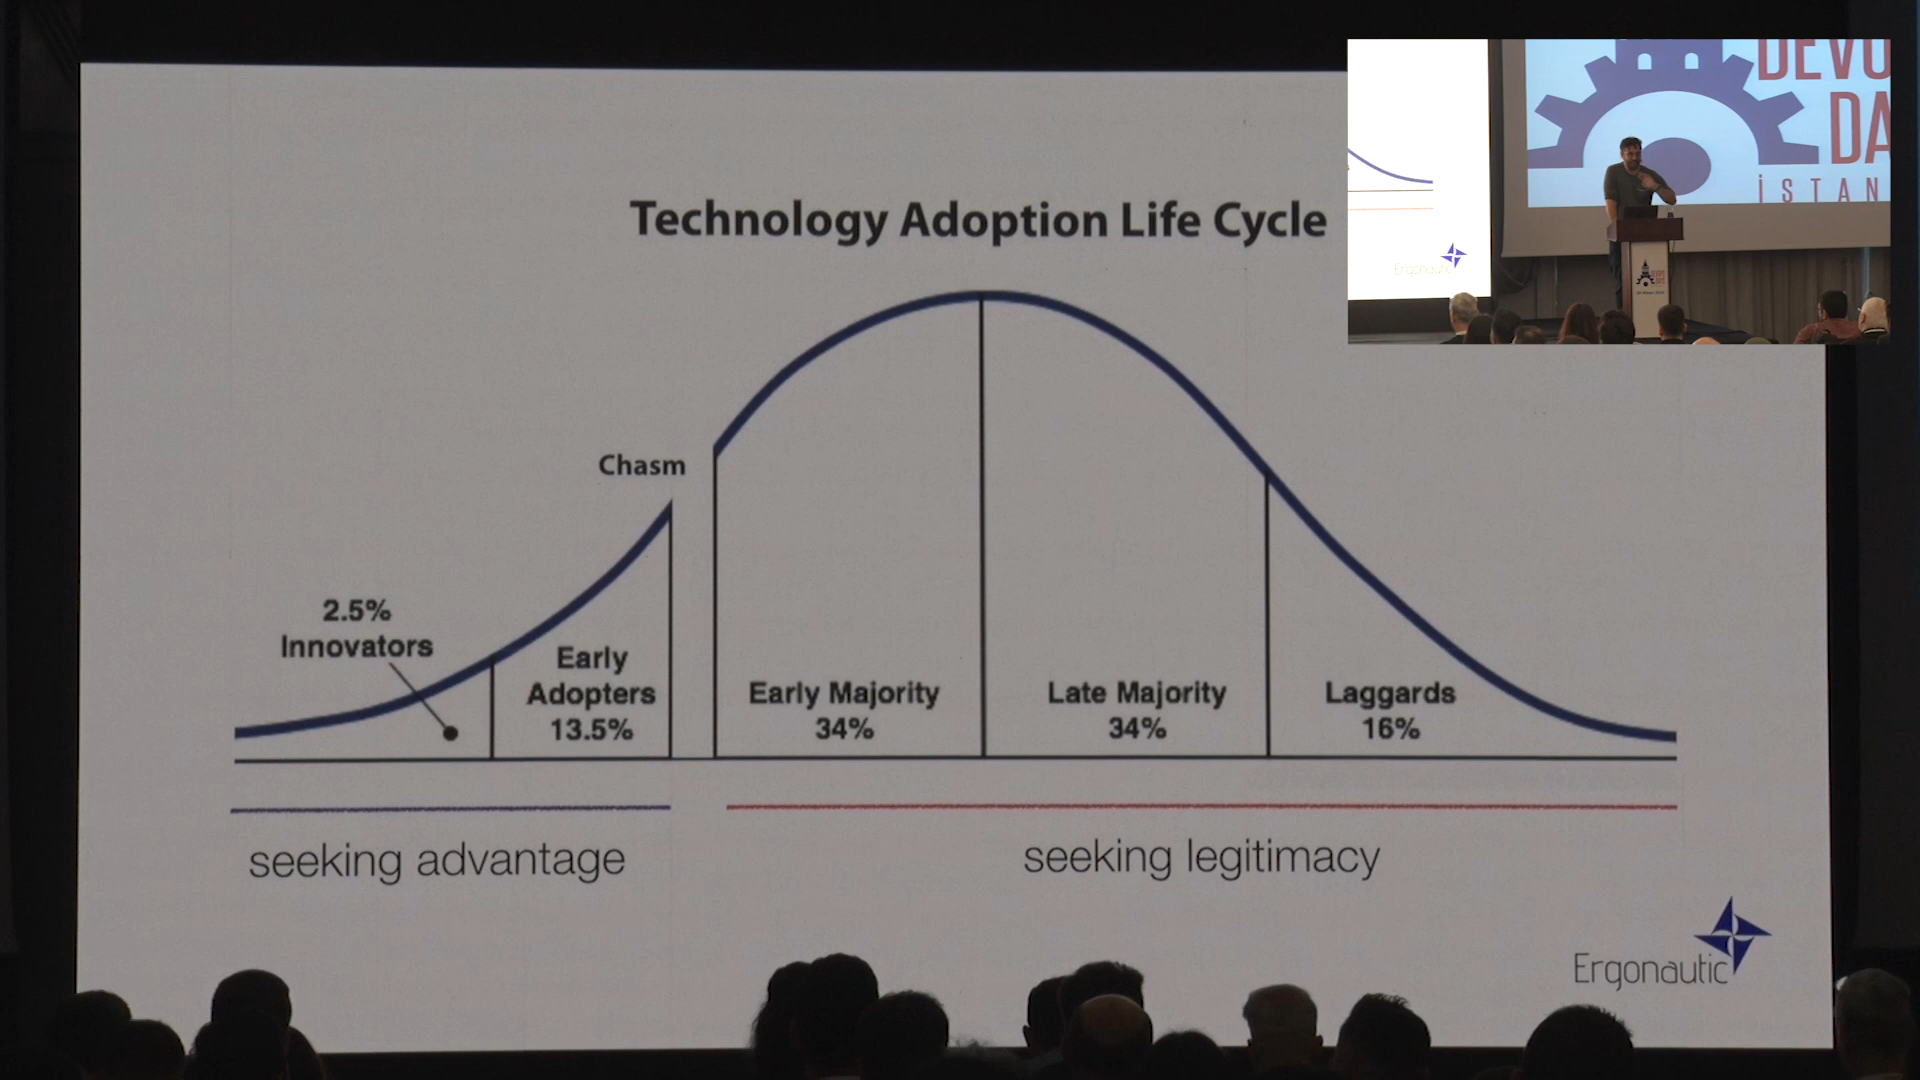 Technology Adoption Life Cycle
Chasm
2.5%
Innovators
Early
Adopters
13.5%
Early Majority
34%
Late Majority
34%
Laggards
16%
seeking advantage
seeking legitimacy
Ergonautic
DEVO
DA
İSTAN
Ergonautic